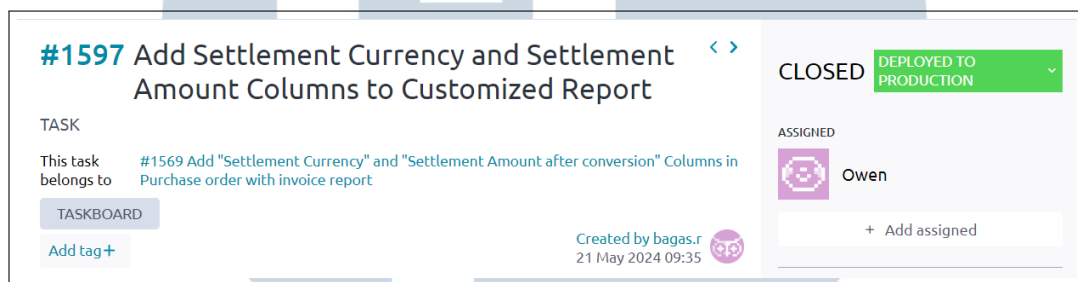 #1597 Add Settlement Currency and Settlement
Amount Columns to Customized Report
TASK
This task
belongs to
#1569 Add "Settlement Currency" and "Settlement Amount after conversion" Columns in
Purchase order with invoice report
TASKBOARD
Add tag+
Created by bagas.r
21 May 2024 09:35
CLOSED
DEPLOYED TO
PRODUCTION
ASSIGNED
Owen
+ Add assigned